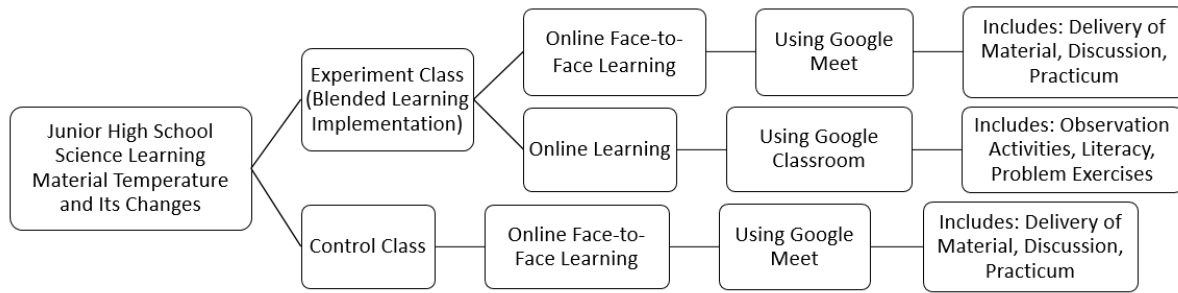 Junior High School
Science Learning
Material Temperature
and Its Changes
Experiment Class
(Blended Learning
Implementation)
Online Face-to-
Face Learning
Using Google
Meet
Includes: Delivery of
Material, Discussion,
Practicum
Online Learning
Using Google
Classroom
Includes: Observation
Activities, Literacy,
Problem Exercises
Control Class
Online Face-to-
Face Learning
Using Google
Meet
Includes: Delivery of
Material, Discussion,
Practicum